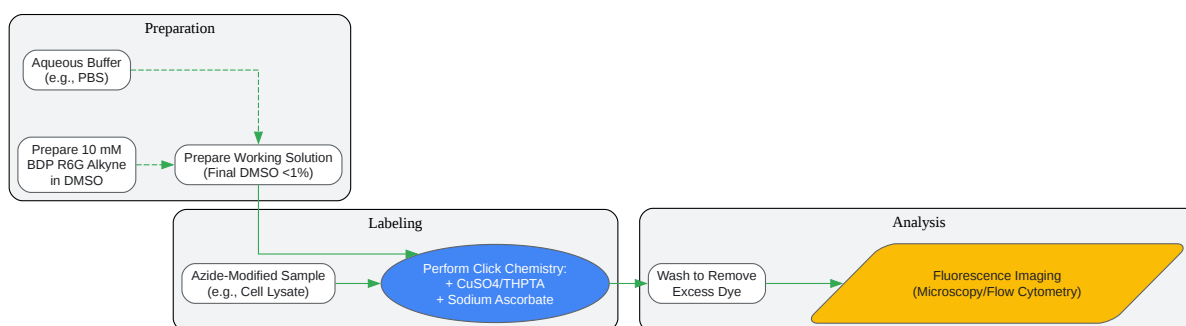 Preparation
Aqueous Buffer
(e.g., PBS)
Prepare 10 mM
BDP R6G Alkyne
in DMSO
Prepare Working Solution
(Final DMSO <1%)
Labeling
Azide-Modified Sample
(e.g., Cell Lysate)
Perform Click Chemistry:
+ CuSO4/THPTA
+ Sodium Ascorbate
Analysis
Wash to Remove
Excess Dye
Fluorescence Imaging
(Microscopy/Flow Cytometry)